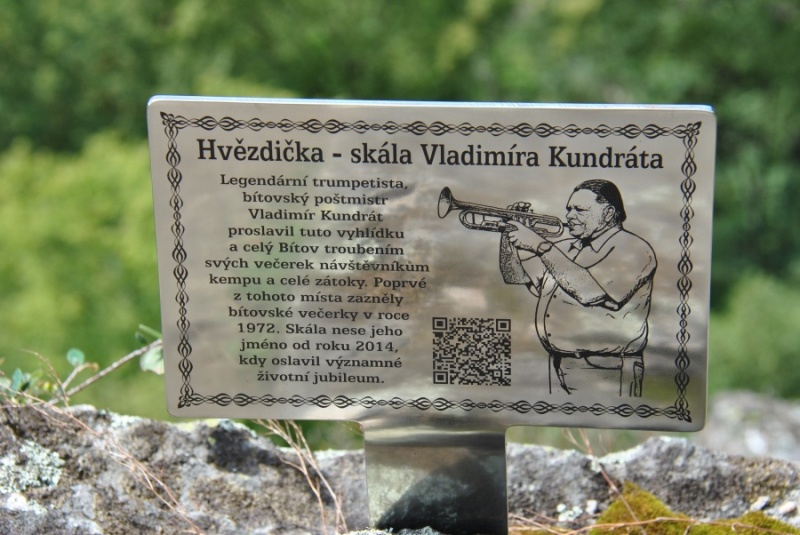 Hvězdička - skála Vladimíra Kundráta
Legendární trumpetista,
bítovský poštmistr
Vladimír Kundrát
proslavil tuto vyhlídku
a celý Bítov troubením
svých večerek návštěvníkům
kempu a celé zátoky. Poprvé
z tohoto místa zazněly
bítovské večerky v roce
1972. Skála nese jeho
jméno od roku 2014,
kdy oslavil významné
životní jubileum.